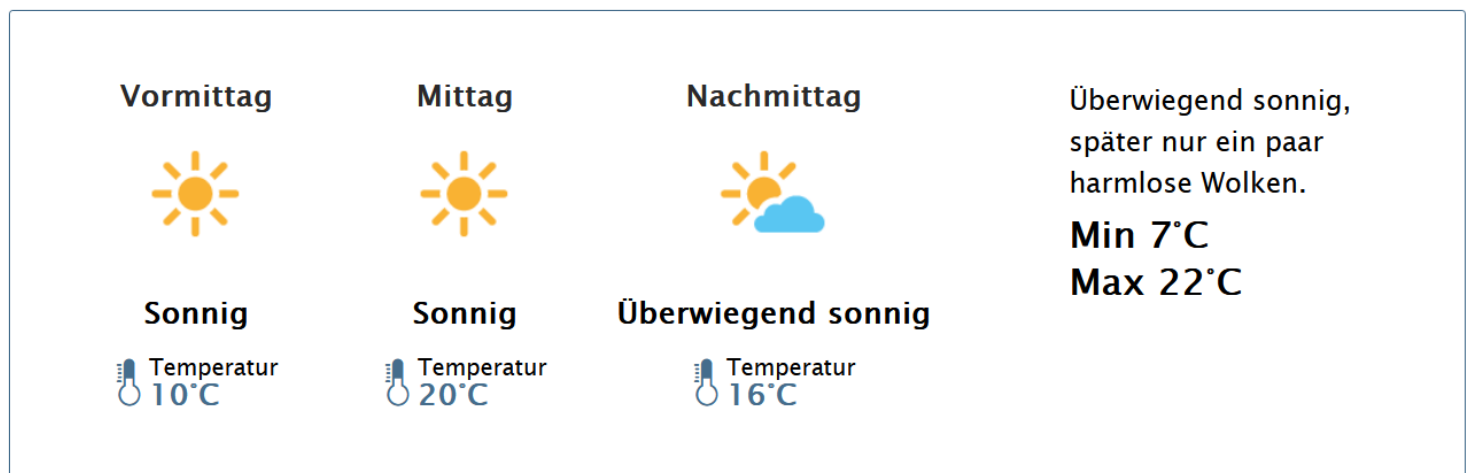 Vormittag
Mittag
Nachmittag
Sonnig
Sonnig
Überwiegend sonnig
Temperatur
10°C
Temperatur
20°C
Temperatur
16°C
Überwiegend sonnig,
später nur ein paar
harmlose Wolken.
Min 7°C
Max 22°C